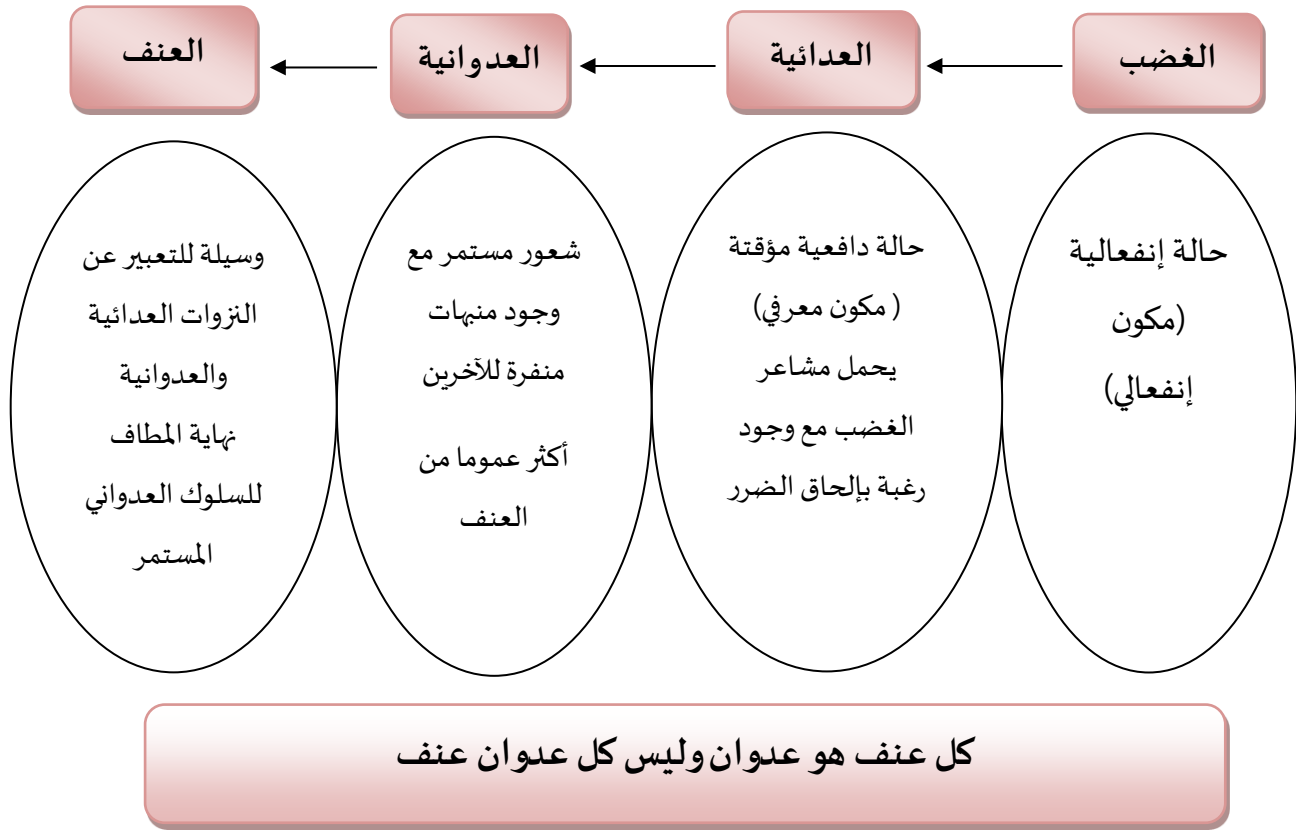 الغضب
العدائية
العدوانية
العنف
حالة إنفعالية
(مكون
إنفعالي)
حالة دافعية مؤقتة
( مكون معرفي)
يحمل مشاعر
الغضب مع وجود
رغبة بإلحاق الضرر
شعور مستمر مع
وجود منبهات
منفرة للآخرين
أكثر عموما من
العنف
وسيلة للتعبير عن
النزوات العدائية
والعدوانية
نهاية المطاف
للسلوك العدواني
المستمر
كل عنف هو عدوان وليس كل عدوان عنف